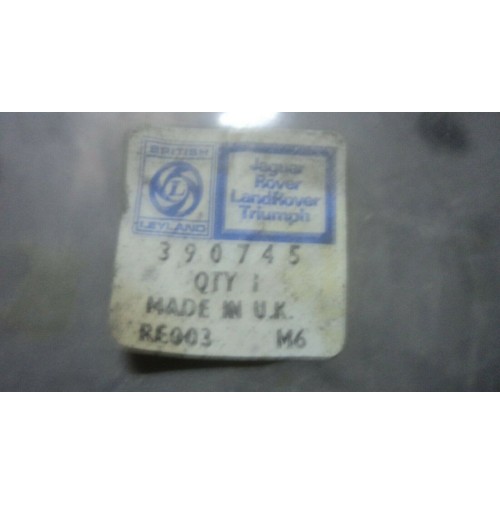 BRITISH
L
LEYLAND
Jaguar
Rover
LandRover
Triumph
390745
QTY 1
MADE IN U.K.
RE003 M6